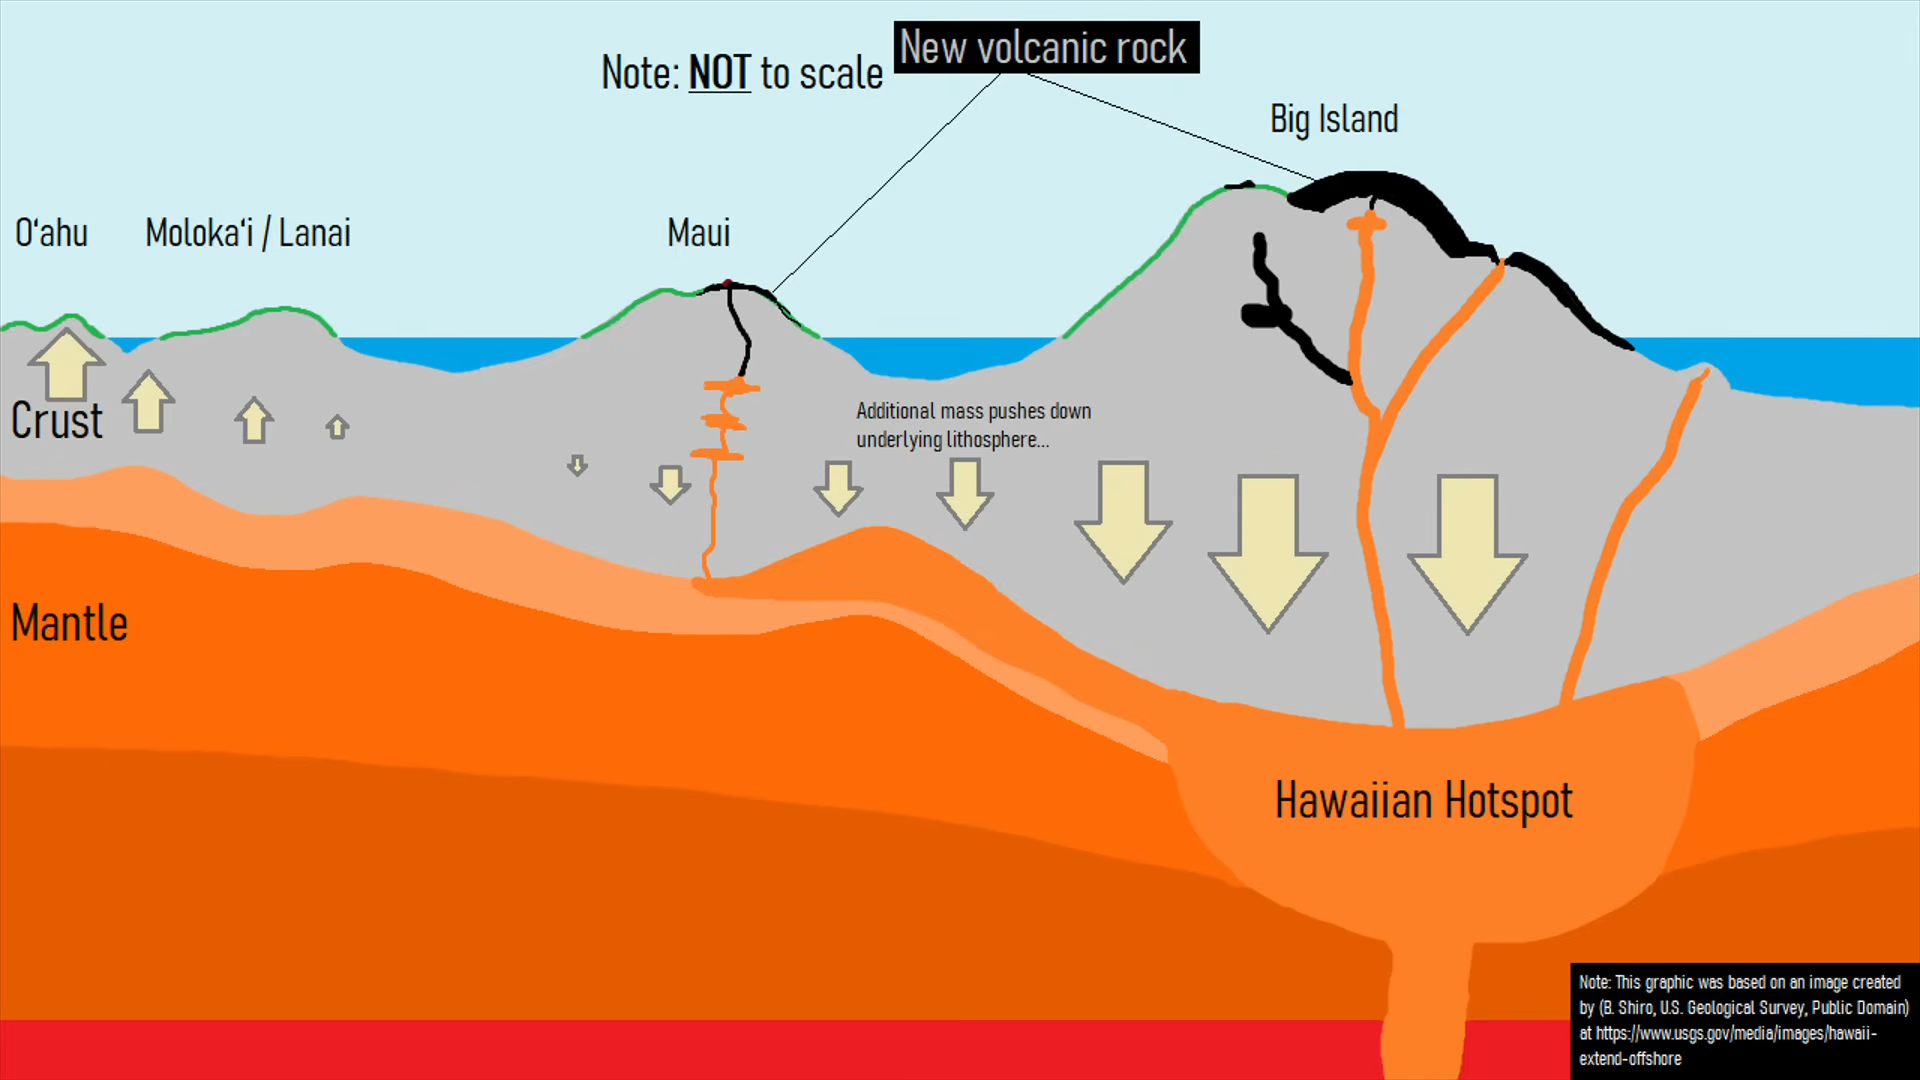 New volcanic rock
Note: NOT to scale
Big Island
Oʻahu
Molokaʻi / Lanai
Maui
Additional mass pushes down
underlying lithosphere...
Crust
Mantle
Hawaiian Hotspot
Note: This graphic was based on an image created
by (B. Shiro, U.S. Geological Survey, Public Domain)
at https://www.usgs.gov/media/images/hawaii-
extend-offshore